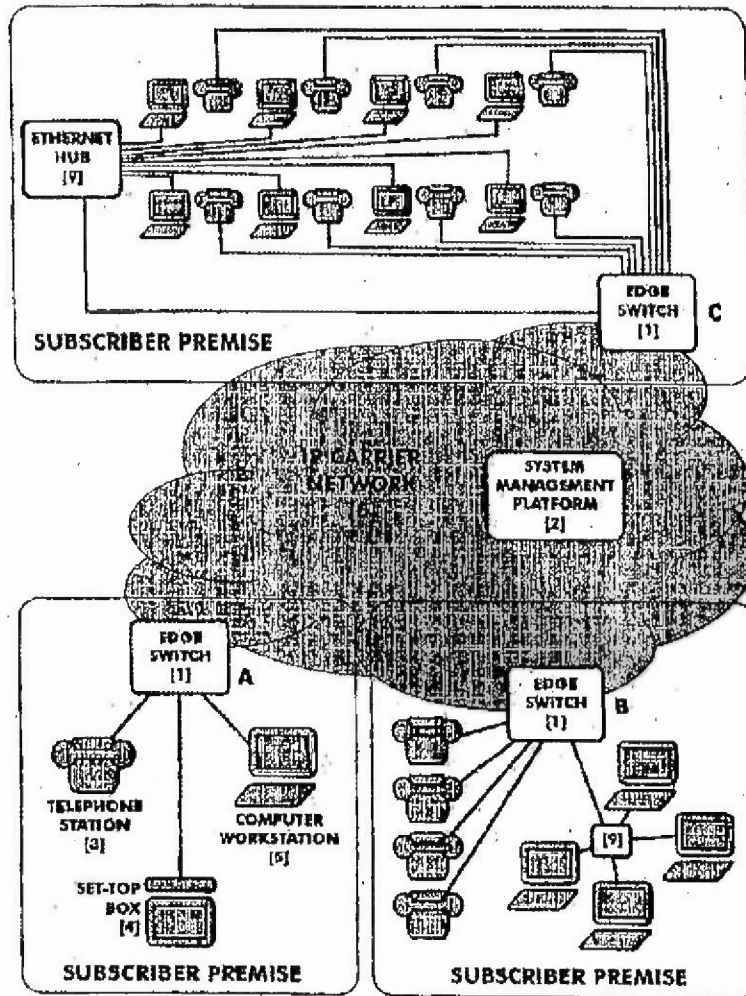 ETHERNET
HUB
[9]
EDGE
SWITCH
[1]
C
SUBSCRIBER PREMISE
IP CARRIER
NETWORK
[6]
SYSTEM
MANAGEMENT
PLATFORM
[2]
EDGE
SWITCH
[1]
A
EDGE
SWITCH
[1]
B
TELEPHONE
STATION
[3]
COMPUTER
WORKSTATION
[5]
[9]
SET-TOP
BOX
[4]
SUBSCRIBER PREMISE
SUBSCRIBER PREMISE